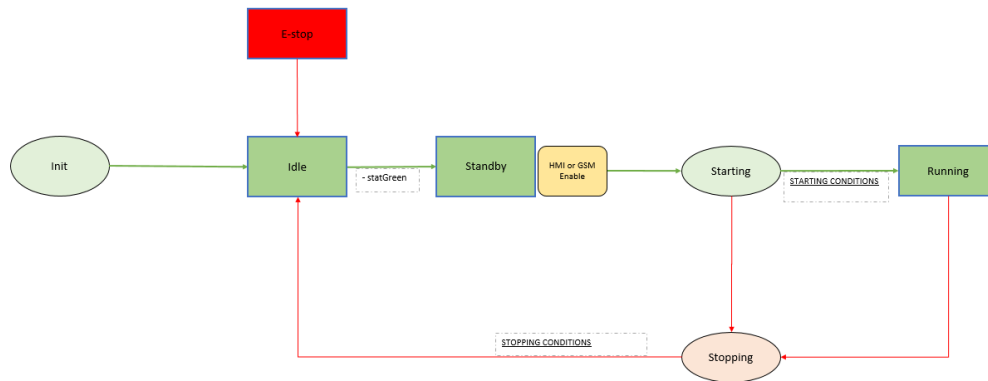 E-stop
Init
Idle
- statGreen
Standby
HMI or GSM
Enable
Starting
STARTING CONDITIONS
Running
STOPPING CONDITIONS
Stopping